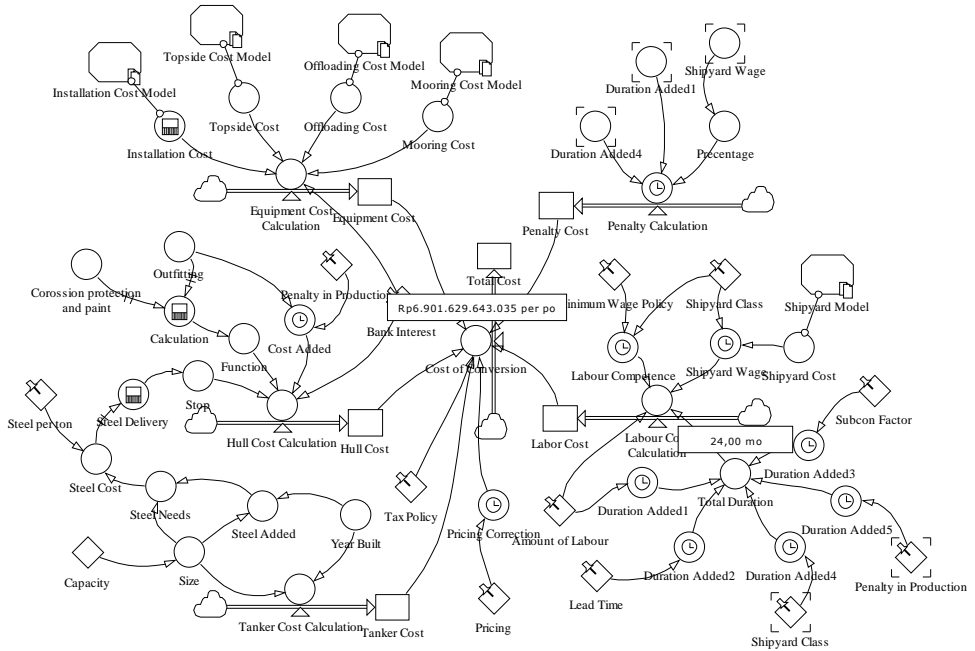 Topside Cost Model
Offloading Cost Model
Installation Cost Model
Mooring Cost Model
Duration Added1
Shipyard Wage
Topside Cost
Offloading Cost
Mooring Cost
Installation Cost
Duration Added4
Precentage
Equipment Cost
Calculation
Equipment Cost
Penalty Cost
Penalty Calculation
Outfitting
Total Cost
Corossion protection
and paint
Penalty in Production
Minimum Wage Policy
Shipyard Class
Shipyard Model
Rp6.901.629.643.035 per po
Bank Interest
Calculation
Cost Added
Function
Cost of Conversion
Labour Competence
Shipyard Wage
Shipyard Cost
Steel per ton
Steel Delivery
Stop
Hull Cost Calculation
Hull Cost
Labor Cost
Labour Co
Calculation
24,00 mo
Subcon Factor
Steel Cost
Duration Added3
Steel Needs
Steel Added
Year Built
Tax Policy
Pricing Correction
Amount of Labour
Duration Added1
Total Duration
Duration Added5
Capacity
Size
Duration Added2
Duration Added4
Penalty in Production
Lead Time
Tanker Cost Calculation
Tanker Cost
Pricing
Shipyard Class